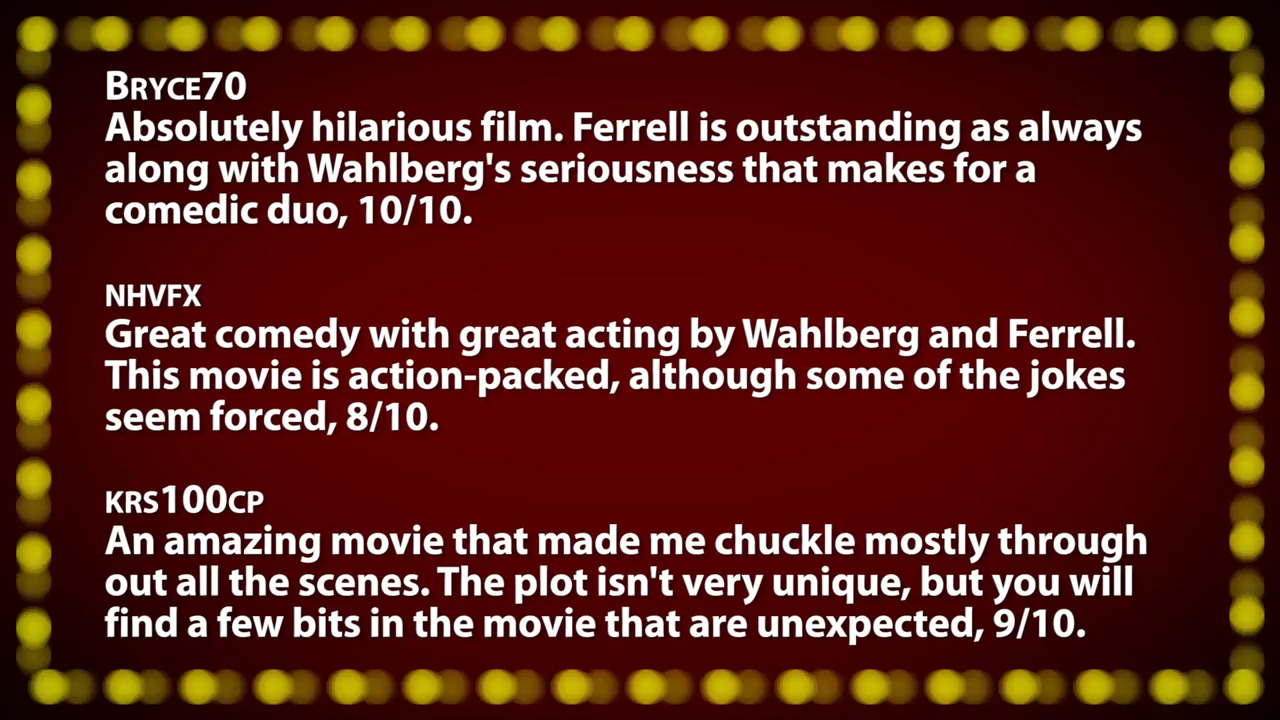 Bryce70
Absolutely hilarious film. Ferrell is outstanding as always
along with Wahlberg's seriousness that makes for a
comedic duo, 10/10.
NHVFX
Great comedy with great acting by Wahlberg and Ferrell.
This movie is action-packed, although some of the jokes
seem forced, 8/10.
KRS100CP
An amazing movie that made me chuckle mostly through
out all the scenes. The plot isn't very unique, but you will
find a few bits in the movie that are unexpected, 9/10.